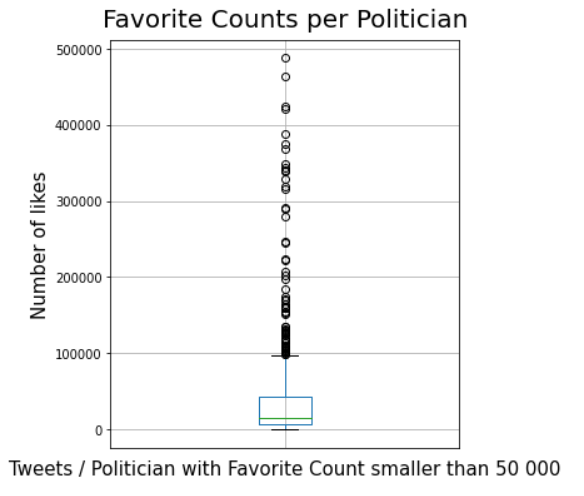 Favorite Counts per Politician
500000
400000
300000
200000
100000
0
Number of likes
Tweets / Politician with Favorite Count smaller than 50 000